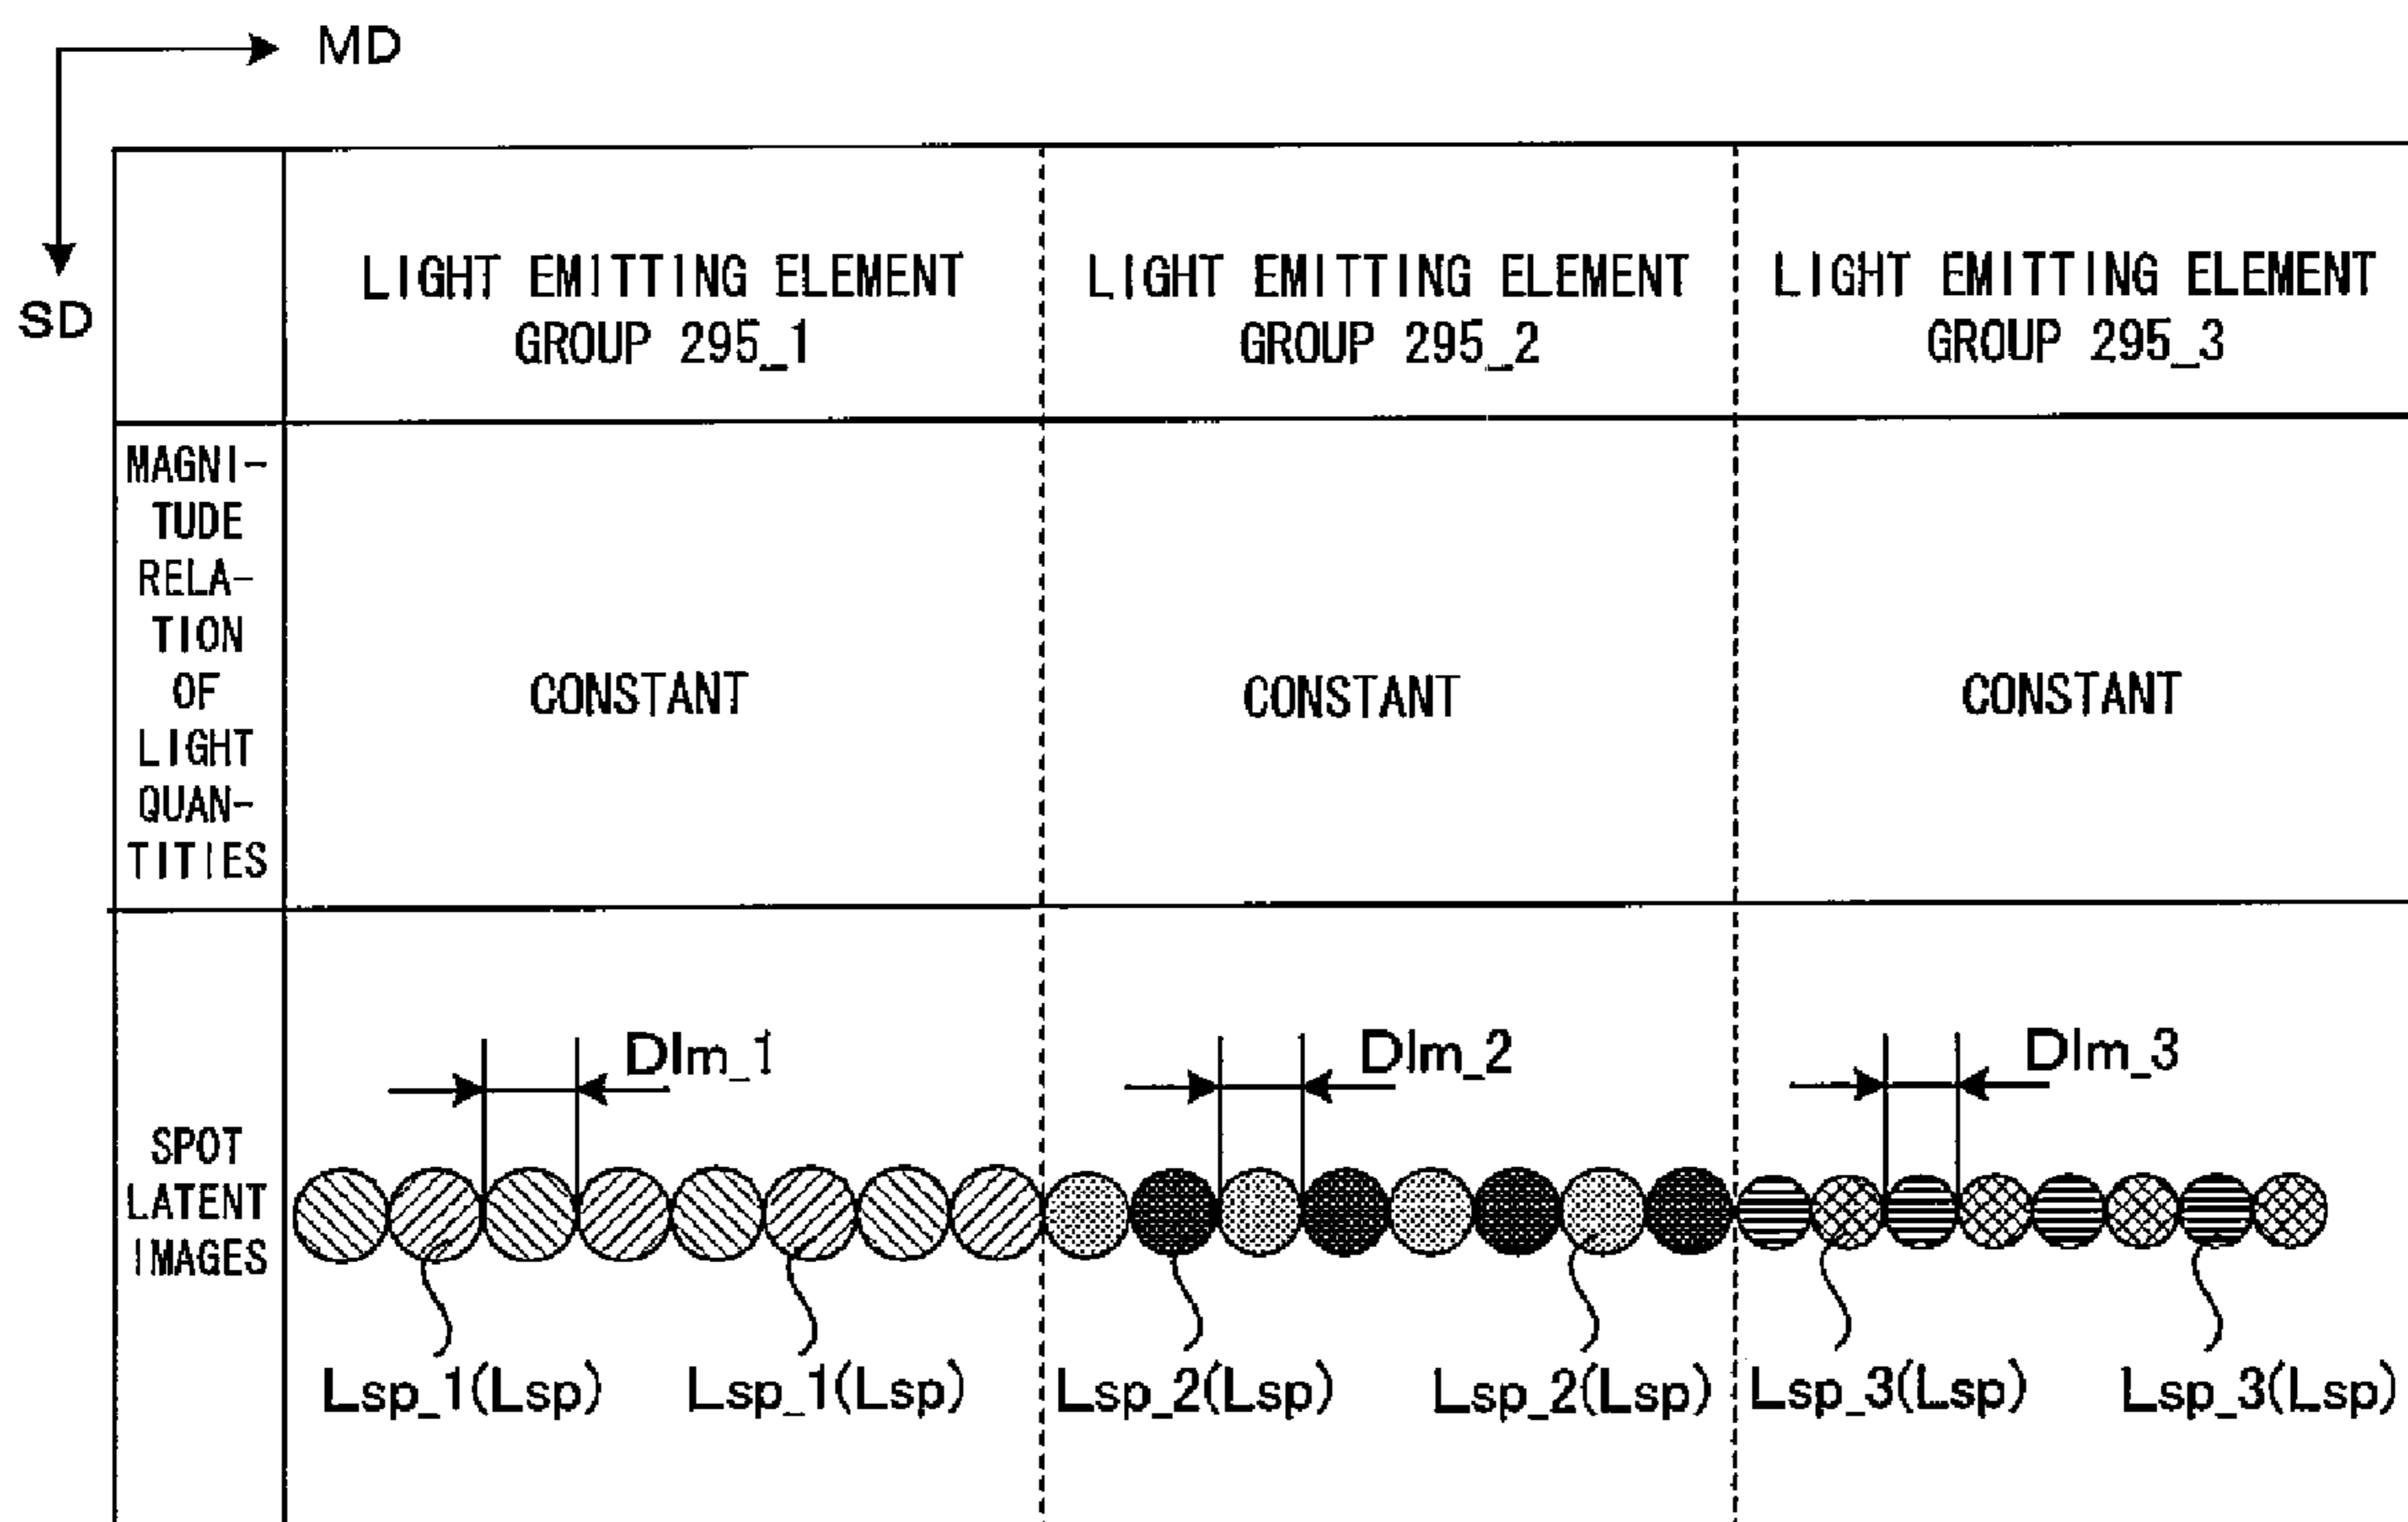 MD
SD
LIGHT EMITTING ELEMENT
GROUP 295_1
LIGHT EMITTING ELEMENT
GROUP 295_2
LIGHT EMITTING ELEMENT
GROUP 295_3
MAGNI-
TUDE
RELA-
TION
OF
LIGHT
QUAN-
TITIES
CONSTANT
CONSTANT
CONSTANT
SPOT
LATENT
IMAGES
Dlm_1
Dlm_2
Dlm_3
Lsp_1(Lsp)
Lsp_1(Lsp)
Lsp_2(Lsp)
Lsp_2(Lsp)
Lsp_3(Lsp)
Lsp_3(Lsp)